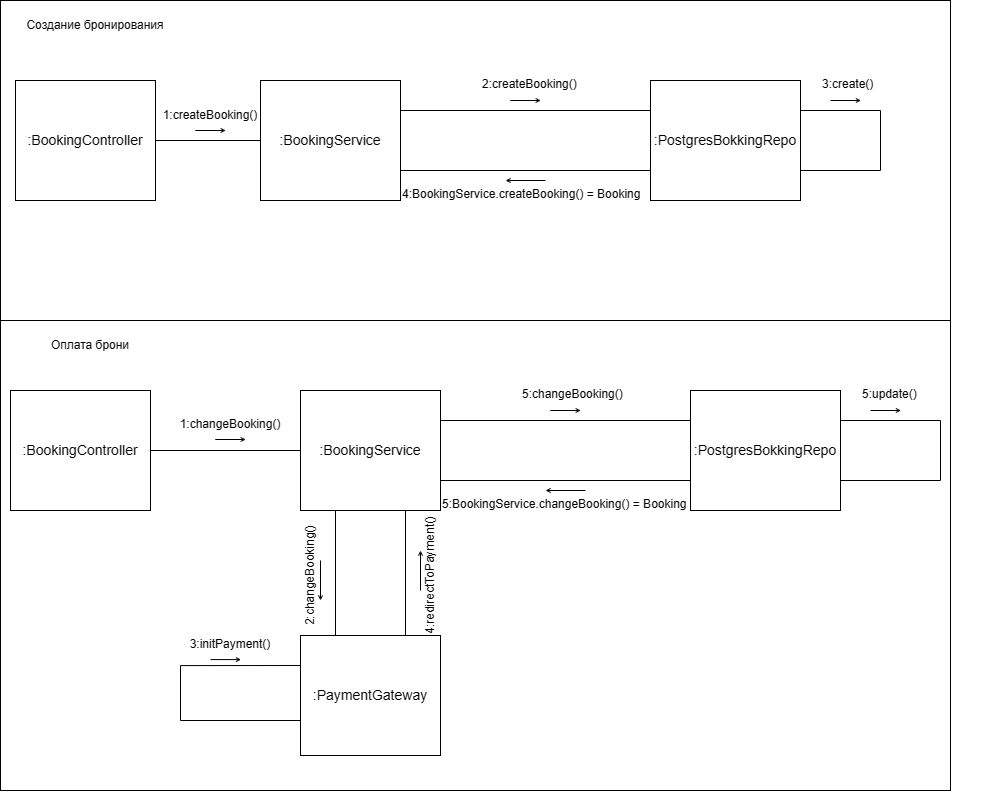 Создание бронирования
:BookingController
1:createBooking()
:BookingService
2:createBooking()
4:BookingService.createBooking() = Booking
:PostgresBokkingRepo
3:create()
Оплата брони
:BookingController
1:changeBooking()
:BookingService
5:changeBooking()
5:BookingService.changeBooking() = Booking
:PostgresBokkingRepo
5:update()
2:changeBooking()
4:redirectToPayment()
3:initPayment()
:PaymentGateway